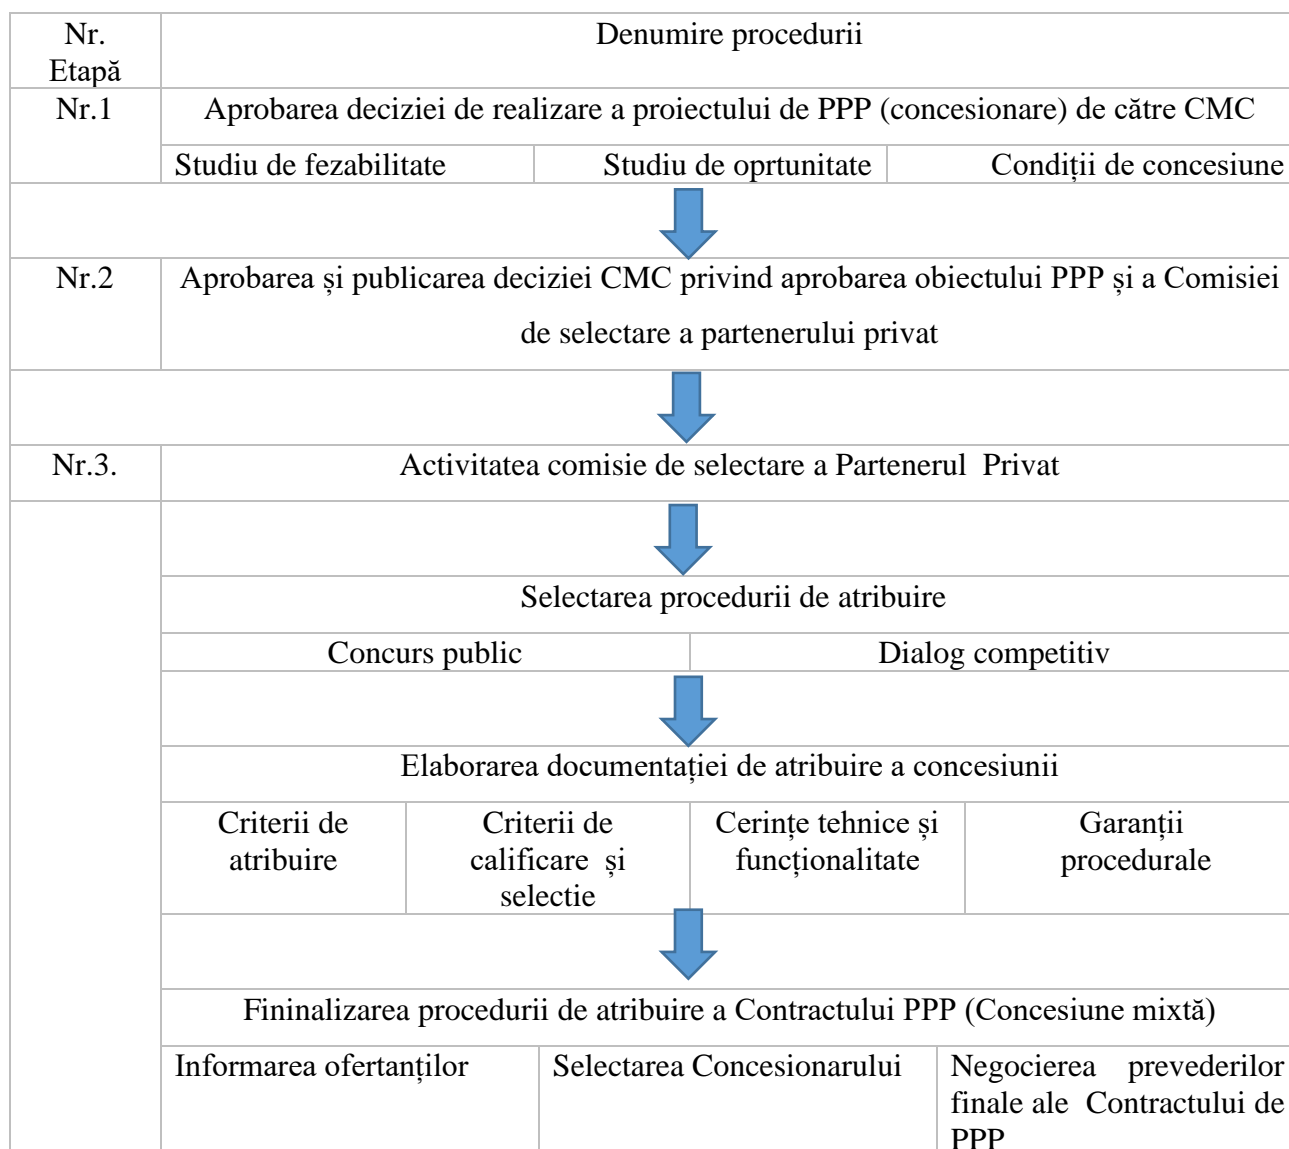 Nr.
Etapă
Denumire procedurii
Nr.1
Aprobarea deciziei de realizare a proiectului de PPP (concesionare) de către CMC
Studiu de fezabilitate
Studiu de oprtunitate
Condiții de concesiune
Nr.2
Aprobarea și publicarea deciziei CMC privind aprobarea obiectului PPP și a Comisiei
de selectare a partenerului privat
Nr.3.
Activitatea comisie de selectare a Partenerul Privat
Selectarea procedurii de atribuire
Concurs public
Dialog competitiv
Elaborarea documentației de atribuire a concesiunii
Criterii de
atribuire
Criterii de
calificare și
selectie
Cerințe tehnice și
funcționalitate
Garanții
procedurale
Fininalizarea procedurii de atribuire a Contractului PPP (Concesiune mixtă)
Informarea ofertanților
Selectarea Concesionarului
Negocierea prevederilor
finale ale Contractului de
PPP